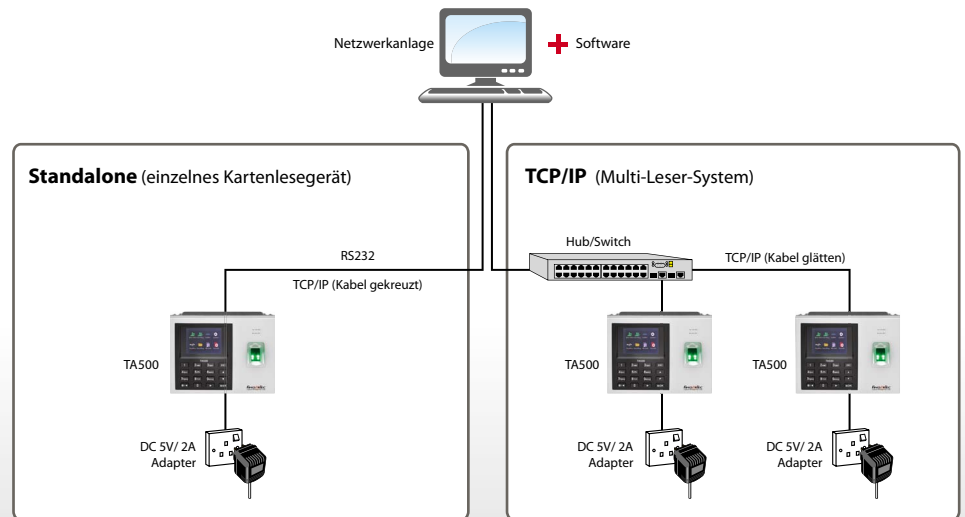 Netzwerkanlage
Software
Standalone (einzelnes Kartenlesegerät)
RS232
TCP/IP (Kabel gekreuzt)
TA500
DC 5V/ 2A
Adapter
TCP/IP (Multi-Leser-System)
Hub/Switch
TCP/IP (Kabel glätten)
TA500
TA500
DC 5V/ 2A
Adapter
DC 5V/ 2A
Adapter